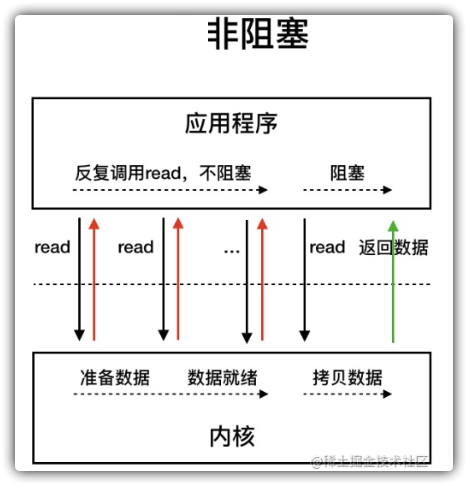 非阻塞
应用程序
反复调用read，不阻塞
阻塞
read
read
...
read
返回数据
准备数据
数据就绪
拷贝数据
内核
@稀土掘金技术社区